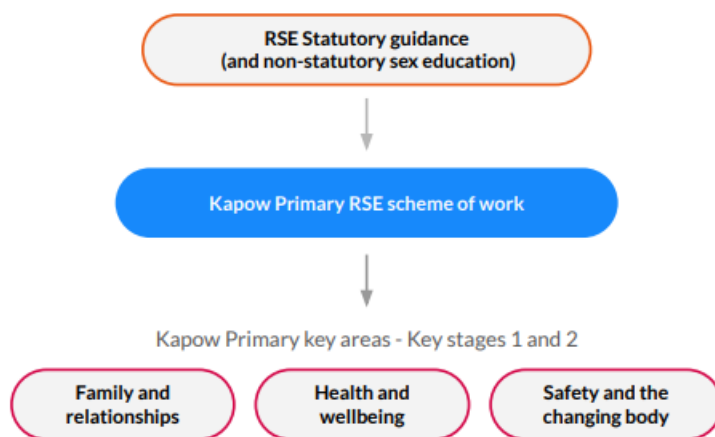 RSE Statutory guidance
(and non-statutory sex education)
Kapow Primary RSE scheme of work
Kapow Primary key areas - Key stages 1 and 2
Family and
relationships
Health and
wellbeing
Safety and the
changing body